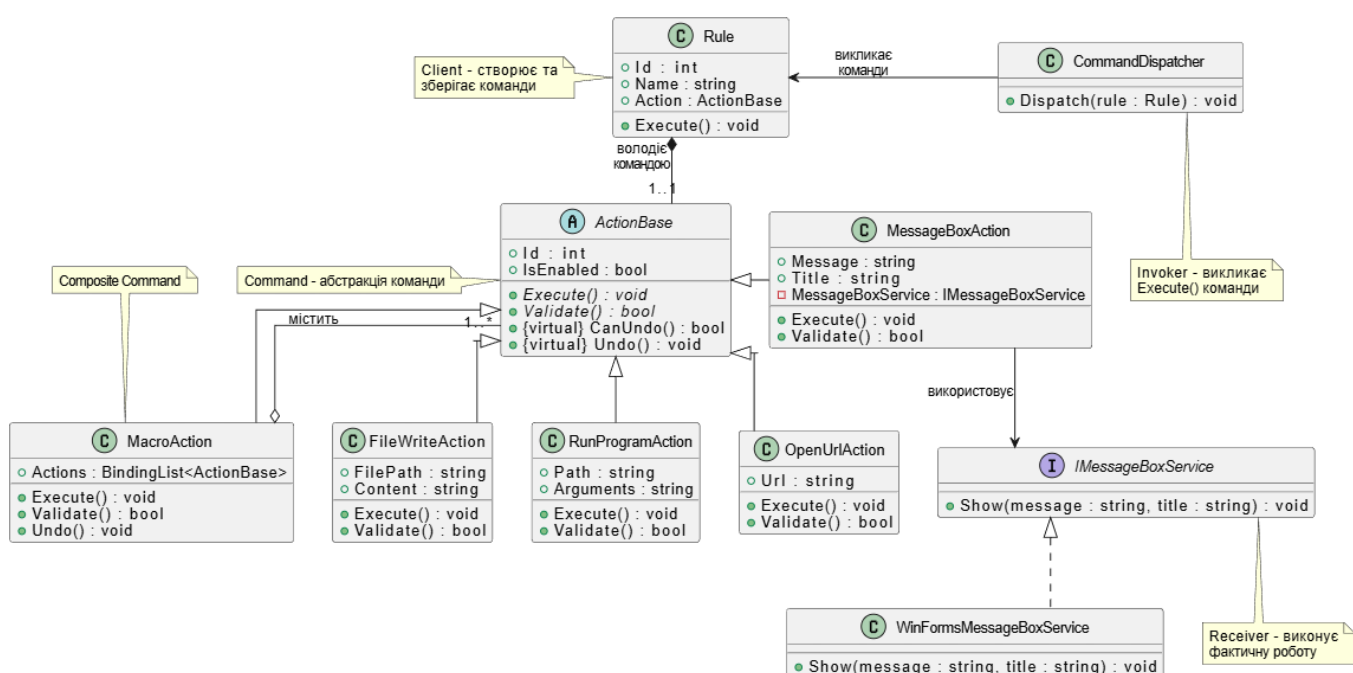 C Rule
Id : int
Name : string
Action : ActionBase
Execute() : void
Client - створює та
зберігає команди
викликає
команди
C CommandDispatcher
Dispatch(rule : Rule) : void
володіє
командою
1..1
A ActionBase
Id : int
IsEnabled : bool
Execute() : void
Validate() : bool
{virtual} CanUndo() : bool
{virtual} Undo() : void
C MessageBoxAction
Message : string
Title : string
MessageBoxService : IMessageBoxService
Execute() : void
Validate() : bool
Invoker - викликає
Execute() команди
Composite Command
Command - абстракція команди
містить
1..*
використовує
C MacroAction
Actions : BindingList<ActionBase>
Execute() : void
Validate() : bool
Undo() : void
C FileWriteAction
FilePath : string
Content : string
Execute() : void
Validate() : bool
C RunProgramAction
Path : string
Arguments : string
Execute() : void
Validate() : bool
C OpenUrlAction
Url : string
Execute() : void
Validate() : bool
I IMessageBoxService
Show(message : string, title : string) : void
C WinFormsMessageBoxService
Show(message : string, title : string) : void
Receiver - виконує
фактичну роботу